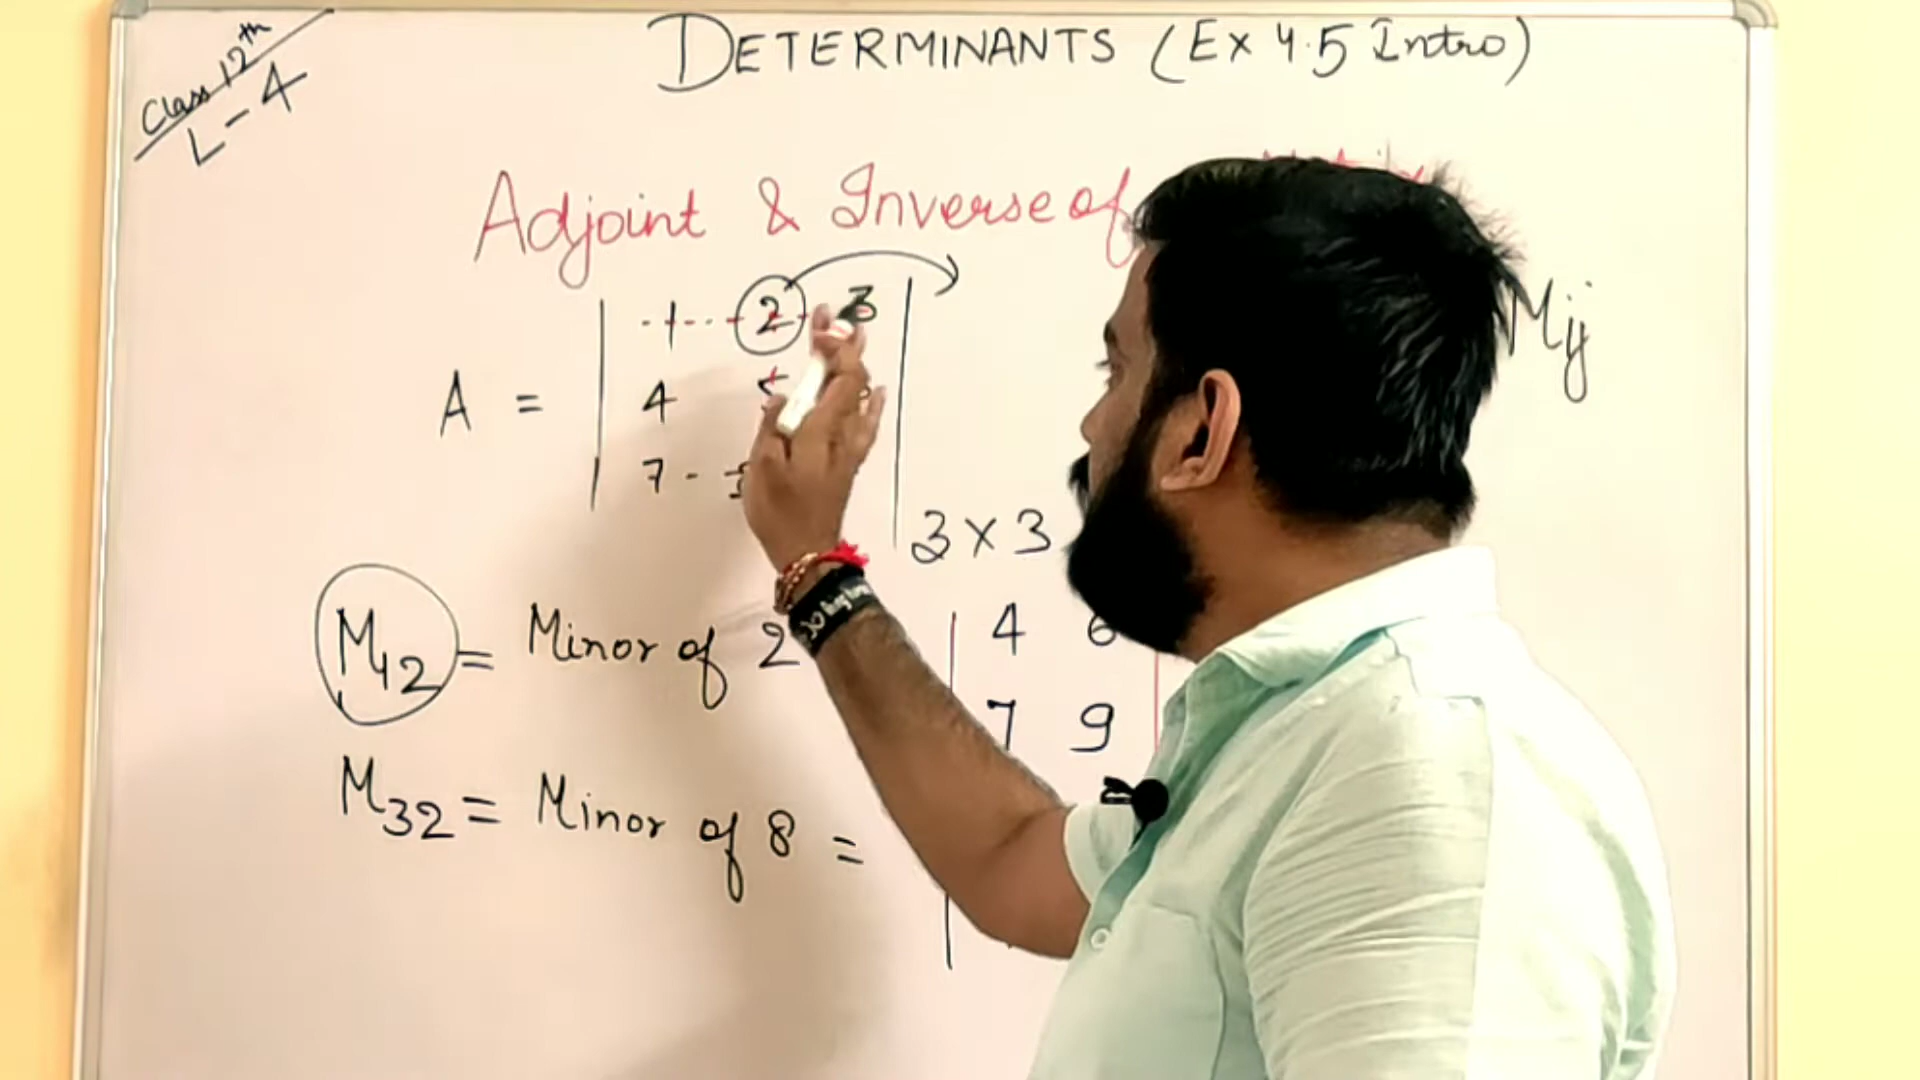 Class 12th
L-4
DETERMINANTS (Ex 4.5 Intro)
Adjoint & Inverse of
1 2 3
A = 4 5
7
3×3
Mij
M12 = Minor of 2
4 6
7 9
M32 = Minor of 8 =